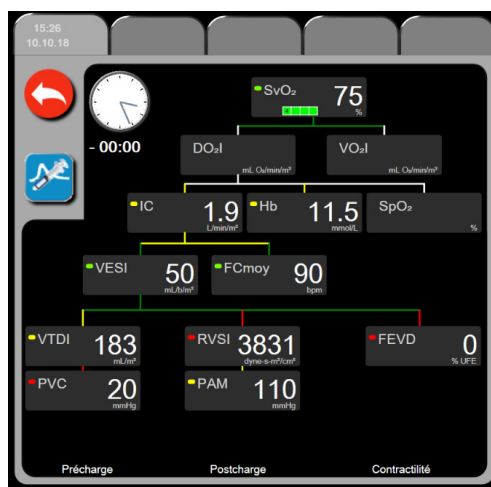 15:26
10.10.18
SvO₂ 75
%
- 00:00
DO₂I
mL O₂/min/m²
VO₂I
mL O₂/min/m²
IC 1.9
L/min/m²
Hb 11.5
mmol/L
SpO₂
%
VESI 50
mL/b/m²
FCmoy 90
bpm
VTDI 183
mL/m²
RVSI 3831
dyne-s-m²/cm⁵
FEVD 0
% UFE
PVC 20
mmHg
PAM 110
mmHg
Précharge Postcharge Contractilité